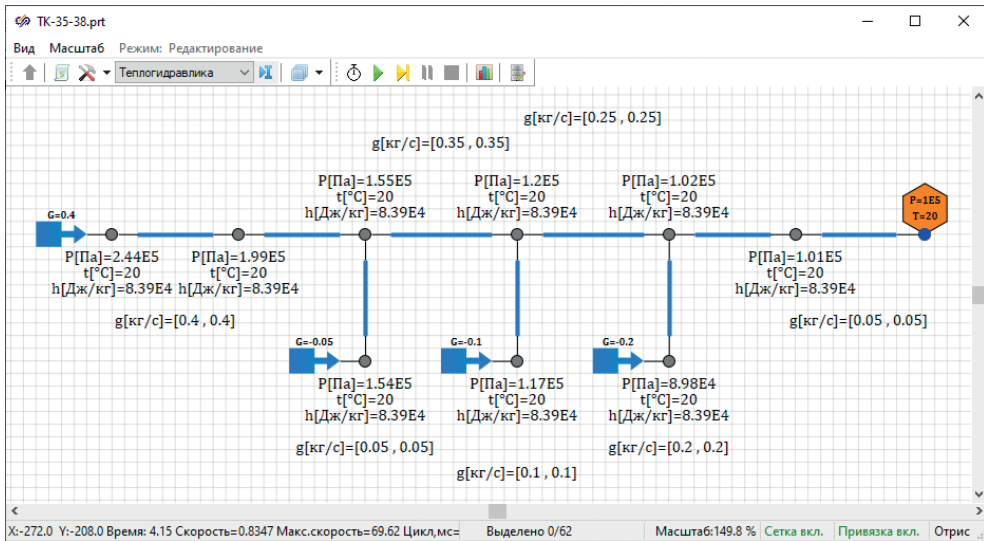 TK-35-38.prt
Вид Масштаб Режим: Редактирование
Теплогидравлика
g[кг/с]=[0.25 , 0.25]
g[кг/с]=[0.35 , 0.35]
P[Па]=1.55E5 P[Па]=1.2E5 P[Па]=1.02E5
t[°C]=20 t[°C]=20 t[°C]=20
h[Дж/кг]=8.39E4 h[Дж/кг]=8.39E4 h[Дж/кг]=8.39E4
P=1E5
T=20
G=0.4
P[Па]=2.44E5 P[Па]=1.99E5 P[Па]=1.01E5
t[°C]=20 t[°C]=20 t[°C]=20
h[Дж/кг]=8.39E4 h[Дж/кг]=8.39E4 h[Дж/кг]=8.39E4
g[кг/с]=[0.4 , 0.4] g[кг/с]=[0.05 , 0.05]
G=-0.05 G=-0.1 G=-0.2
P[Па]=1.54E5 P[Па]=1.17E5 P[Па]=8.98E4
t[°C]=20 t[°C]=20 t[°C]=20
h[Дж/кг]=8.39E4 h[Дж/кг]=8.39E4 h[Дж/кг]=8.39E4
g[кг/с]=[0.05 , 0.05] g[кг/с]=[0.2 , 0.2]
g[кг/с]=[0.1 , 0.1]
X:-272.0 Y:-208.0 Время: 4.15 Скорость=0.8347 Макс.скорость=69.62 Цикл,мс= Выделено 0/62 Масштаб:149.8 % Сетка вкл. Привязка вкл. Отрис